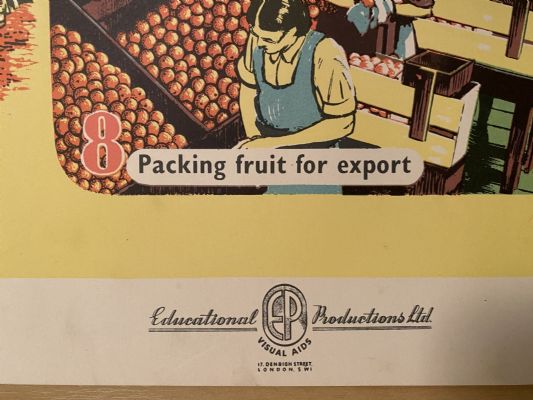 8 Packing fruit for export
Educational EP Productions Ltd.
VISUAL AIDS
17, DENBIGH STREET,
LONDON, S W 1